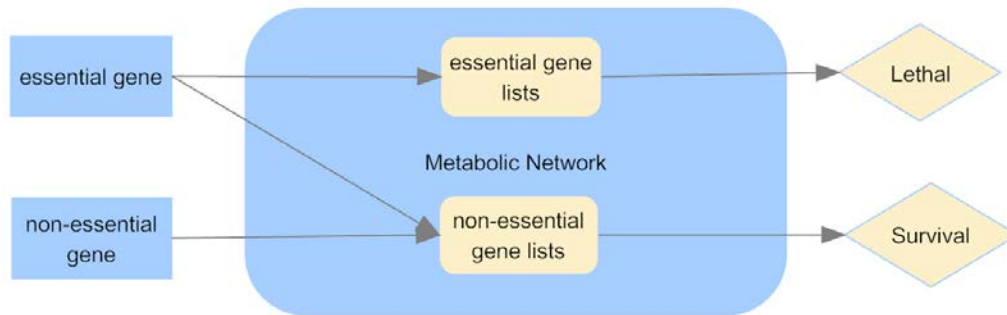 essential gene
essential gene
lists
Lethal
Metabolic Network
non-essential
gene
non-essential
gene lists
Survival